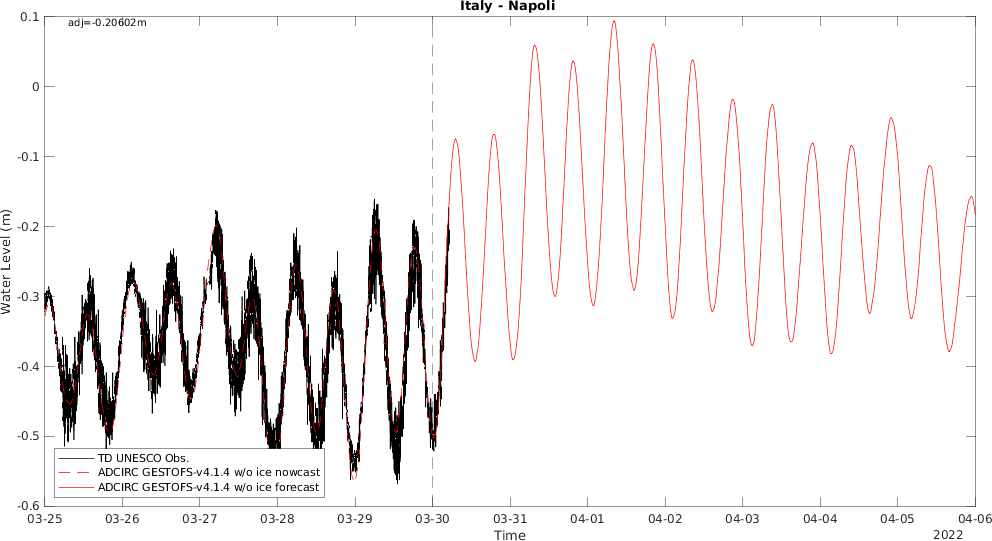 Italy - Napoli
adj=-0.20602m
0.1
0
-0.1
-0.2
-0.3
-0.4
-0.5
-0.6
Water Level (m)
TD UNESCO Obs.
ADCIRC GESTOFS-v4.1.4 w/o ice nowcast
ADCIRC GESTOFS-v4.1.4 w/o ice forecast
03-25 03-26 03-27 03-28 03-29 03-30 03-31 04-01 04-02 04-03 04-04 04-05 04-06
Time
2022